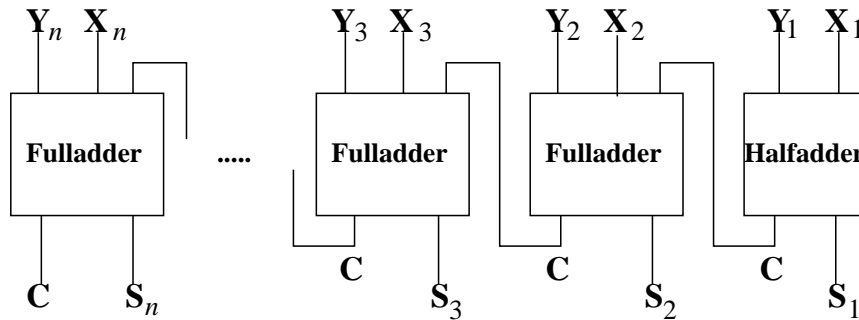 Yn Xn Y3 X3 Y2 X2 Y1 X1
Fulladder ..... Fulladder Fulladder Halfadder
C C C
C Sn S3 S2 S1